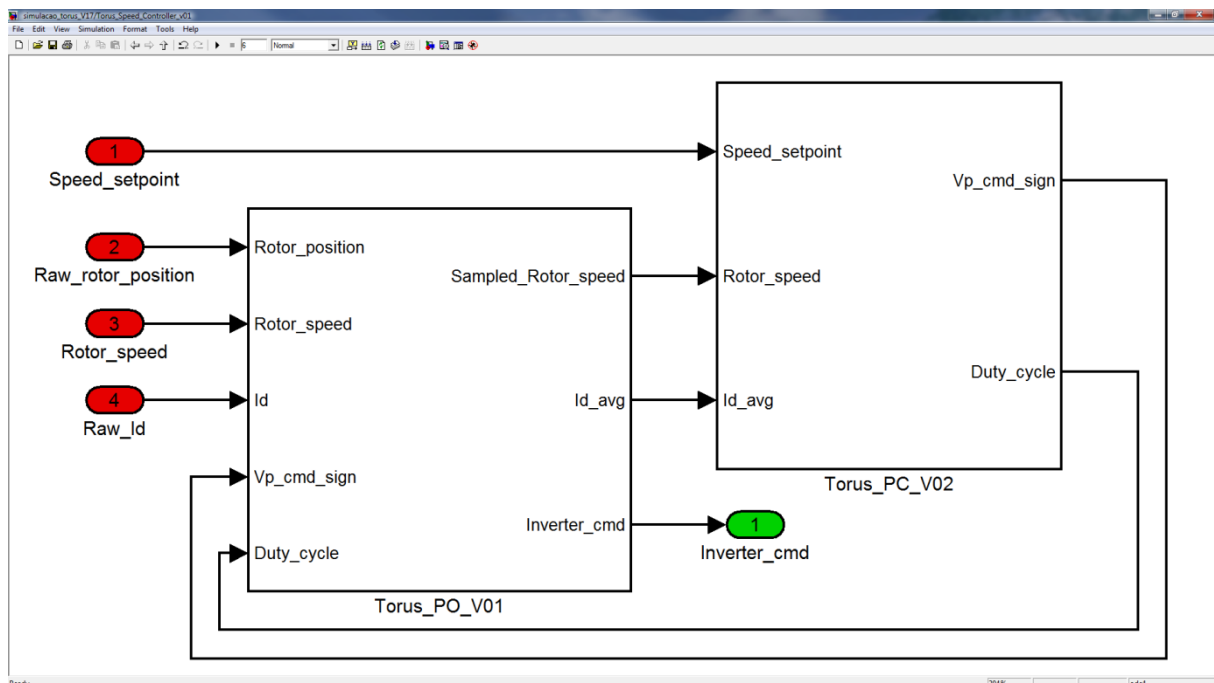 simulacao_torus_V17/Torus_Speed_Controller_v01
File Edit View Simulation Format Tools Help
6 Normal
1
Speed_setpoint
2
Raw_rotor_position
3
Rotor_speed
4
Raw_Id
Rotor_position
Rotor_speed
Id
Vp_cmd_sign
Duty_cycle
Sampled_Rotor_speed
Id_avg
Inverter_cmd
Torus_PO_V01
Speed_setpoint
Rotor_speed
Id_avg
Vp_cmd_sign
Duty_cycle
Torus_PC_V02
1
Inverter_cmd